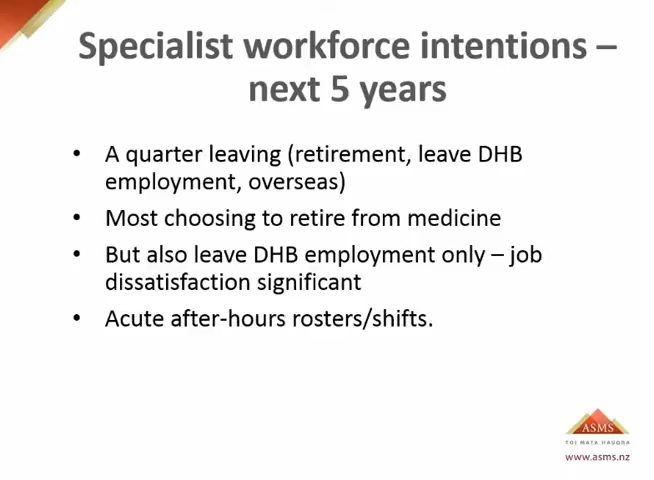 Specialist workforce intentions –
next 5 years
• A quarter leaving (retirement, leave DHB
employment, overseas)
• Most choosing to retire from medicine
• But also leave DHB employment only – job
dissatisfaction significant
• Acute after-hours rosters/shifts.
ASMS
TOI MATA HAUORA
www.asms.nz